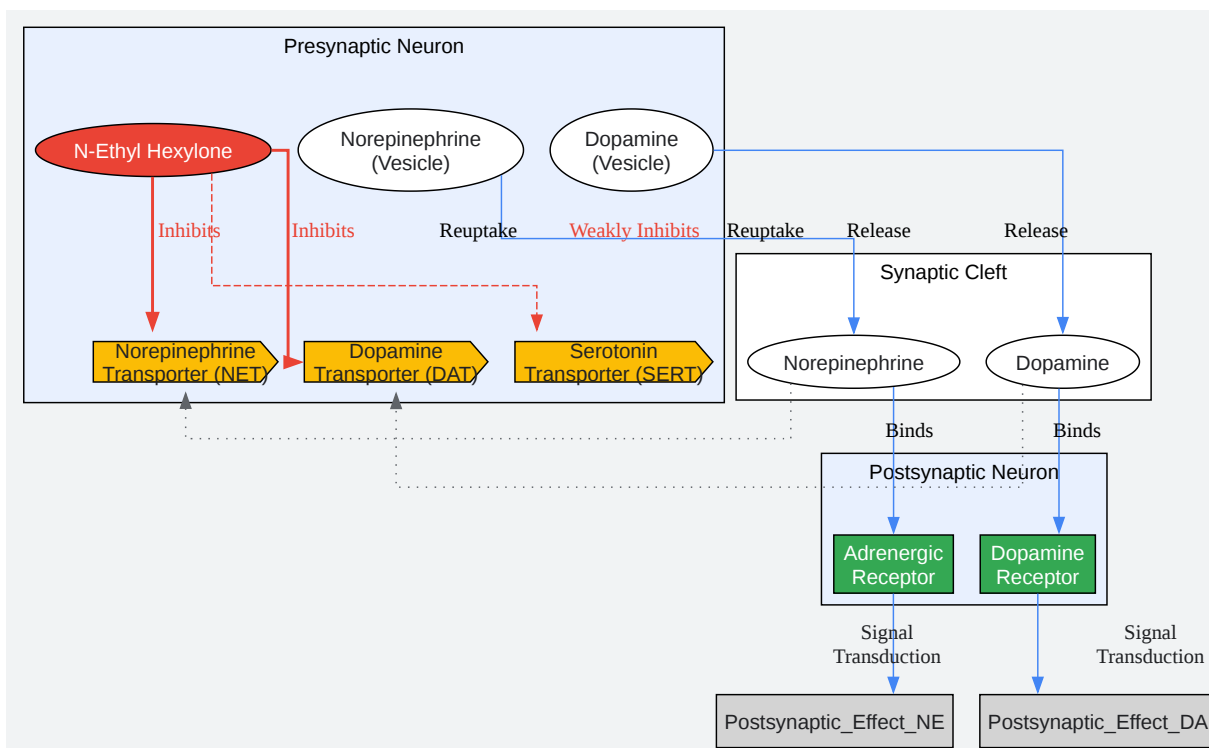 Presynaptic Neuron
N-Ethyl Hexylone
Norepinephrine
(Vesicle)
Dopamine
(Vesicle)
Inhibits
Inhibits
Reuptake
Weakly Inhibits
Reuptake
Release
Release
Synaptic Cleft
Norepinephrine
Transporter (NET)
Dopamine
Transporter (DAT)
Serotonin
Transporter (SERT)
Norepinephrine
Dopamine
Binds
Binds
Postsynaptic Neuron
Adrenergic
Receptor
Dopamine
Receptor
Signal
Transduction
Signal
Transduction
Postsynaptic_Effect_NE
Postsynaptic_Effect_DA